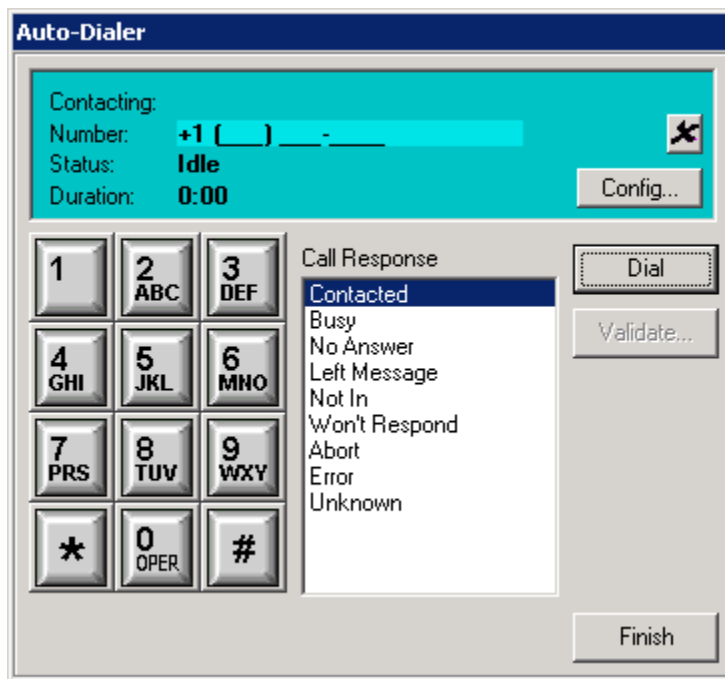 Auto-Dialer
Contacting:
Number: +1 (___) ___-____
Status: Idle
Duration: 0:00
Config...
1
2 ABC
3 DEF
4 GHI
5 JKL
6 MNO
7 PRS
8 TUV
9 WXY
*
0 OPER
#
Call Response
Contacted
Busy
No Answer
Left Message
Not In
Won't Respond
Abort
Error
Unknown
Dial
Validate...
Finish